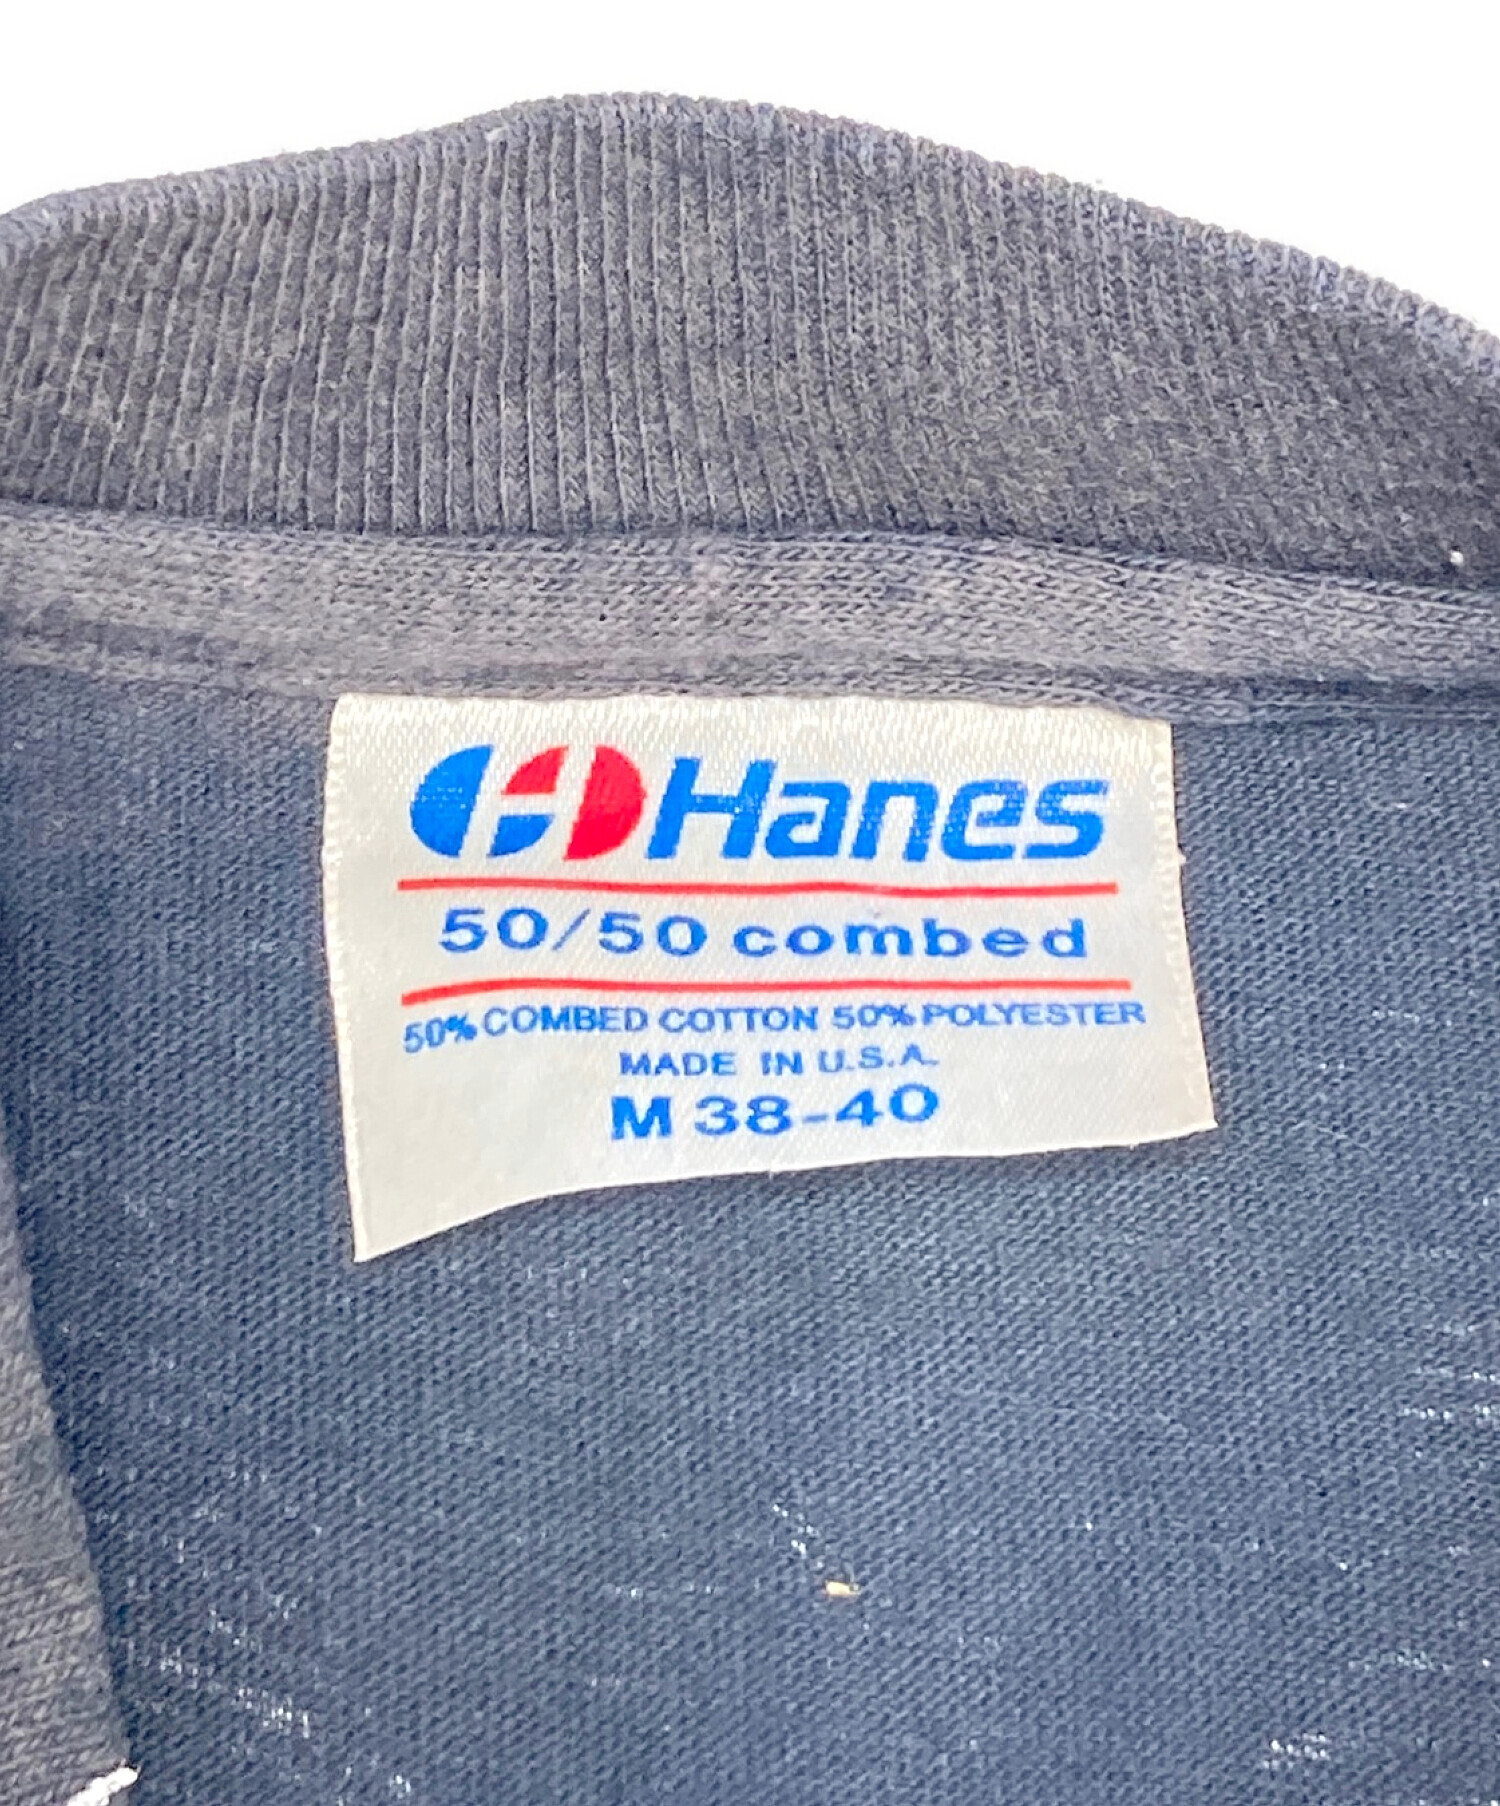 Hanes
50/50 combed
50% COMBED COTTON 50% POLYESTER
MADE IN U.S.A.
M 38-40